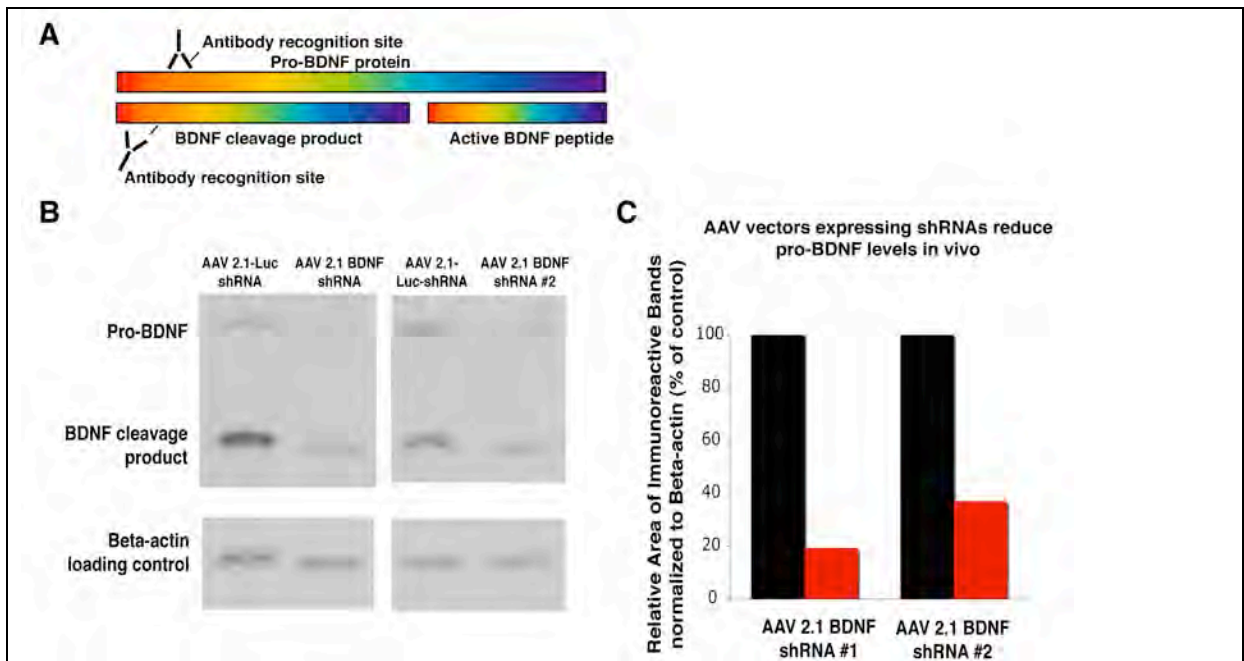 A
Antibody recognition site
Pro-BDNF protein
BDNF cleavage product
Active BDNF peptide
Antibody recognition site
B
AAV 2.1-Luc
shRNA
AAV 2.1 BDNF
shRNA
AAV 2.1-
Luc-shRNA
AAV 2.1 BDNF
shRNA #2
Pro-BDNF
BDNF cleavage
product
Beta-actin
loading control
C
AAV vectors expressing shRNAs reduce
pro-BDNF levels in vivo
Relative Area of Immunoreactive Bands
normalized to Beta-actin (% of control)
100
80
60
40
20
0
AAV 2.1 BDNF
shRNA #1
AAV 2.1 BDNF
shRNA #2